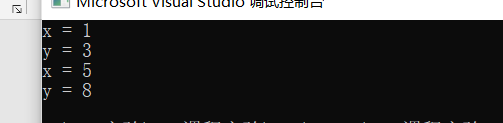 Microsoft Visual Studio 调试控制台
x = 1
y = 3
x = 5
y = 8